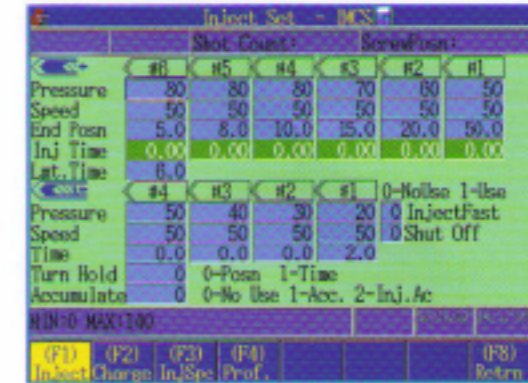 Inject Set - IMCS
Shot Count: ScrewPosn:
#6 #5 #4 #3 #2 #1
Pressure 80 80 80 70 60 50
Speed 50 50 50 50 50 50
End Posn 5.0 8.0 10.0 15.0 20.0 50.0
Inj Time 0.00 0.00 0.00 0.00 0.00 0.00
Lmt.Time 6.0
#4 #3 #2 #1 0-NoUse 1-Use
Pressure 50 40 30 20 0 InjectFast
Speed 50 50 50 50 0 Shut Off
Time 0.0 0.0 0.0 2.0
Turn Hold 0 0-Posn 1-Time
Accumulate 0 0-No Use 1-Acc. 2-Inj.Ac
MIN:0 MAX:140
(F1) (F2) (F3) (F4) (F8)
Inject Charge InjSpc Prof. Retrn